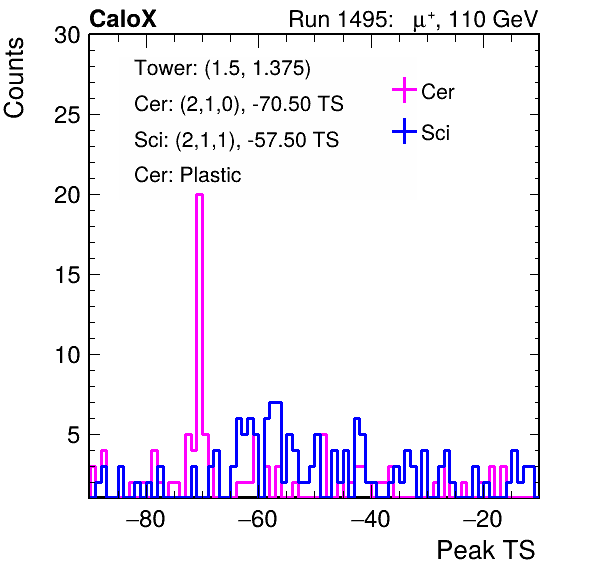 CaloX Run 1495: μ⁺, 110 GeV
Counts
30
25
20
15
10
5
Tower: (1.5, 1.375)
Cer: (2,1,0), -70.50 TS
Sci: (2,1,1), -57.50 TS
Cer: Plastic
Cer
Sci
−80 −60 −40 −20
Peak TS